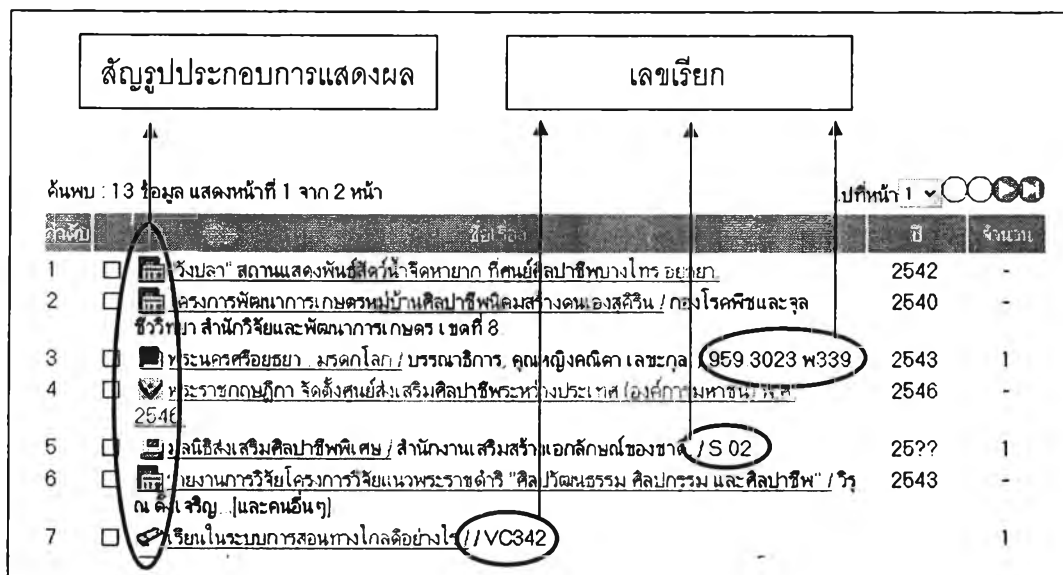 สัญรูปประกอบการแสดงผล
เลขเรียก
ค้นพบ : 13 ข้อมูล แสดงหน้าที่ 1 จาก 2 หน้า
ไปที่หน้า 1
ลำดับ ชื่อเรื่อง ปี จำนวน
1 "วังปลา" สถานแสดงพันธุ์สัตว์น้ำจืดหายาก ที่ศูนย์ศิลปาชีพบางไทร อยุธยา 2542 -
2 โครงการพัฒนาการเกษตรหมู่บ้านศิลปาชีพนิคมสร้างตนเองสุคิริน / กองโรคพืชและจุล 2540 -
ชีววิทยา สำนักวิจัยและพัฒนาการเกษตร เขตที่ 8
3 พระนครศรีอยุธยา มรดกโลก / บรรณาธิการ, คุณหญิงคณิตา เลขะกุล / 959.3023 พ339 2543 1
4 พระราชกฤษฎีกา จัดตั้งศูนย์ส่งเสริมศิลปาชีพระหว่างประเทศ (องค์การมหาชน) พ.ศ. 2546 -
2546
5 มูลนิธิส่งเสริมศิลปาชีพพิเศษ / สำนักงานเสริมสร้างเอกลักษณ์ของชาติ / S 02 25?? 1
6 รายงานการวิจัยโครงการวิจัยแนวพระราชดำริ "ศิลปวัฒนธรรม ศิลปกรรม และศิลปาชีพ" / วิรุ 2543 -
ณ ตั้งเจริญ...[และคนอื่นๆ]
7 เรียนในระบบการสอนทางไกลดีอย่างไร / / VC342 1